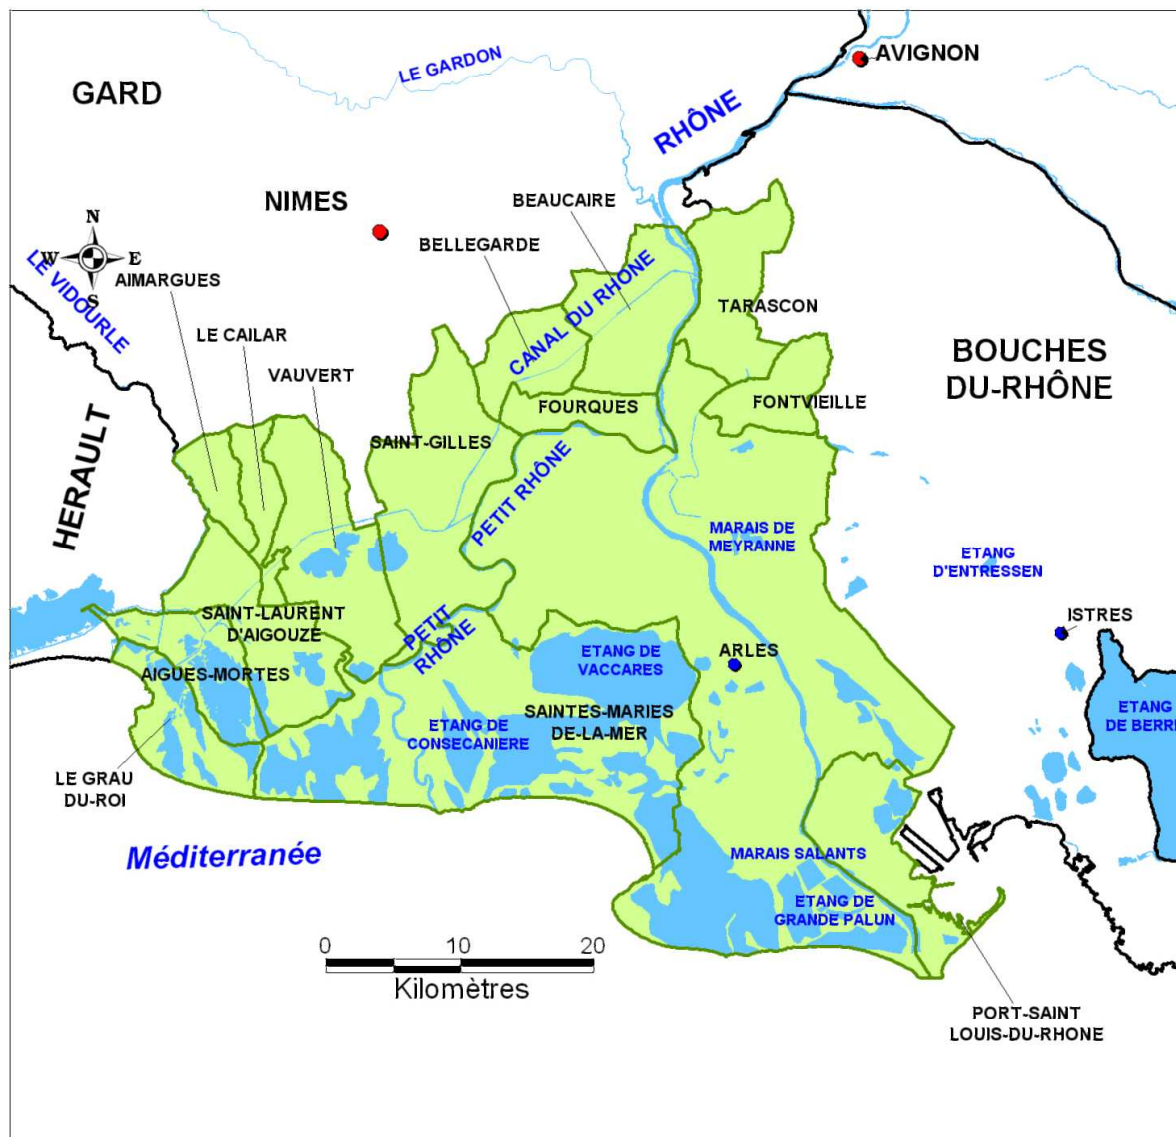 AVIGNON
LE GARDON
GARD
RHÔNE
NIMES
BEAUCAIRE
N
BELLEGARDE
W
E
LE VIDOURLE
CANAL DU RHÔNE
AIMARGUES
S
TARASCON
LE CAILAR
BOUCHES
DU-RHÔNE
VAUVERT
FONTVIEILLE
FOURQUES
HERAULT
SAINT-GILLES
PETIT RHÔNE
MARAIS DE
MEYRANNE
ETANG
D'ENTRESSEN
SAINT-LAURENT
D'AIGOUZE
PETIT
RHÔNE
ISTRES
ETANG DE
VACCARES
ARLES
AIGUES-MORTES
SAINTES-MARIES
DE-LA-MER
ETANG
DE BERRE
ETANG DE
CONSECANIERE
LE GRAU
DU-ROI
Méditerranée
MARAIS SALANTS
ETANG DE
GRANDE PALUN
0 10 20
Kilomètres
PORT-SAINT
LOUIS-DU-RHONE